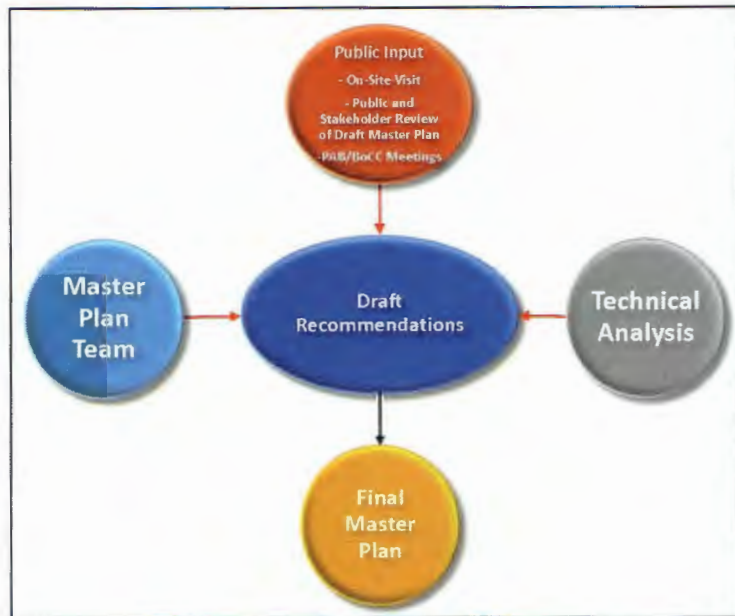 Public Input
- On-Site Visit
- Public and
Stakeholder Review
of Draft Master Plan
-PAB/BoCC Meetings
Master
Plan
Team
Draft
Recommendations
Technical
Analysis
Final
Master
Plan